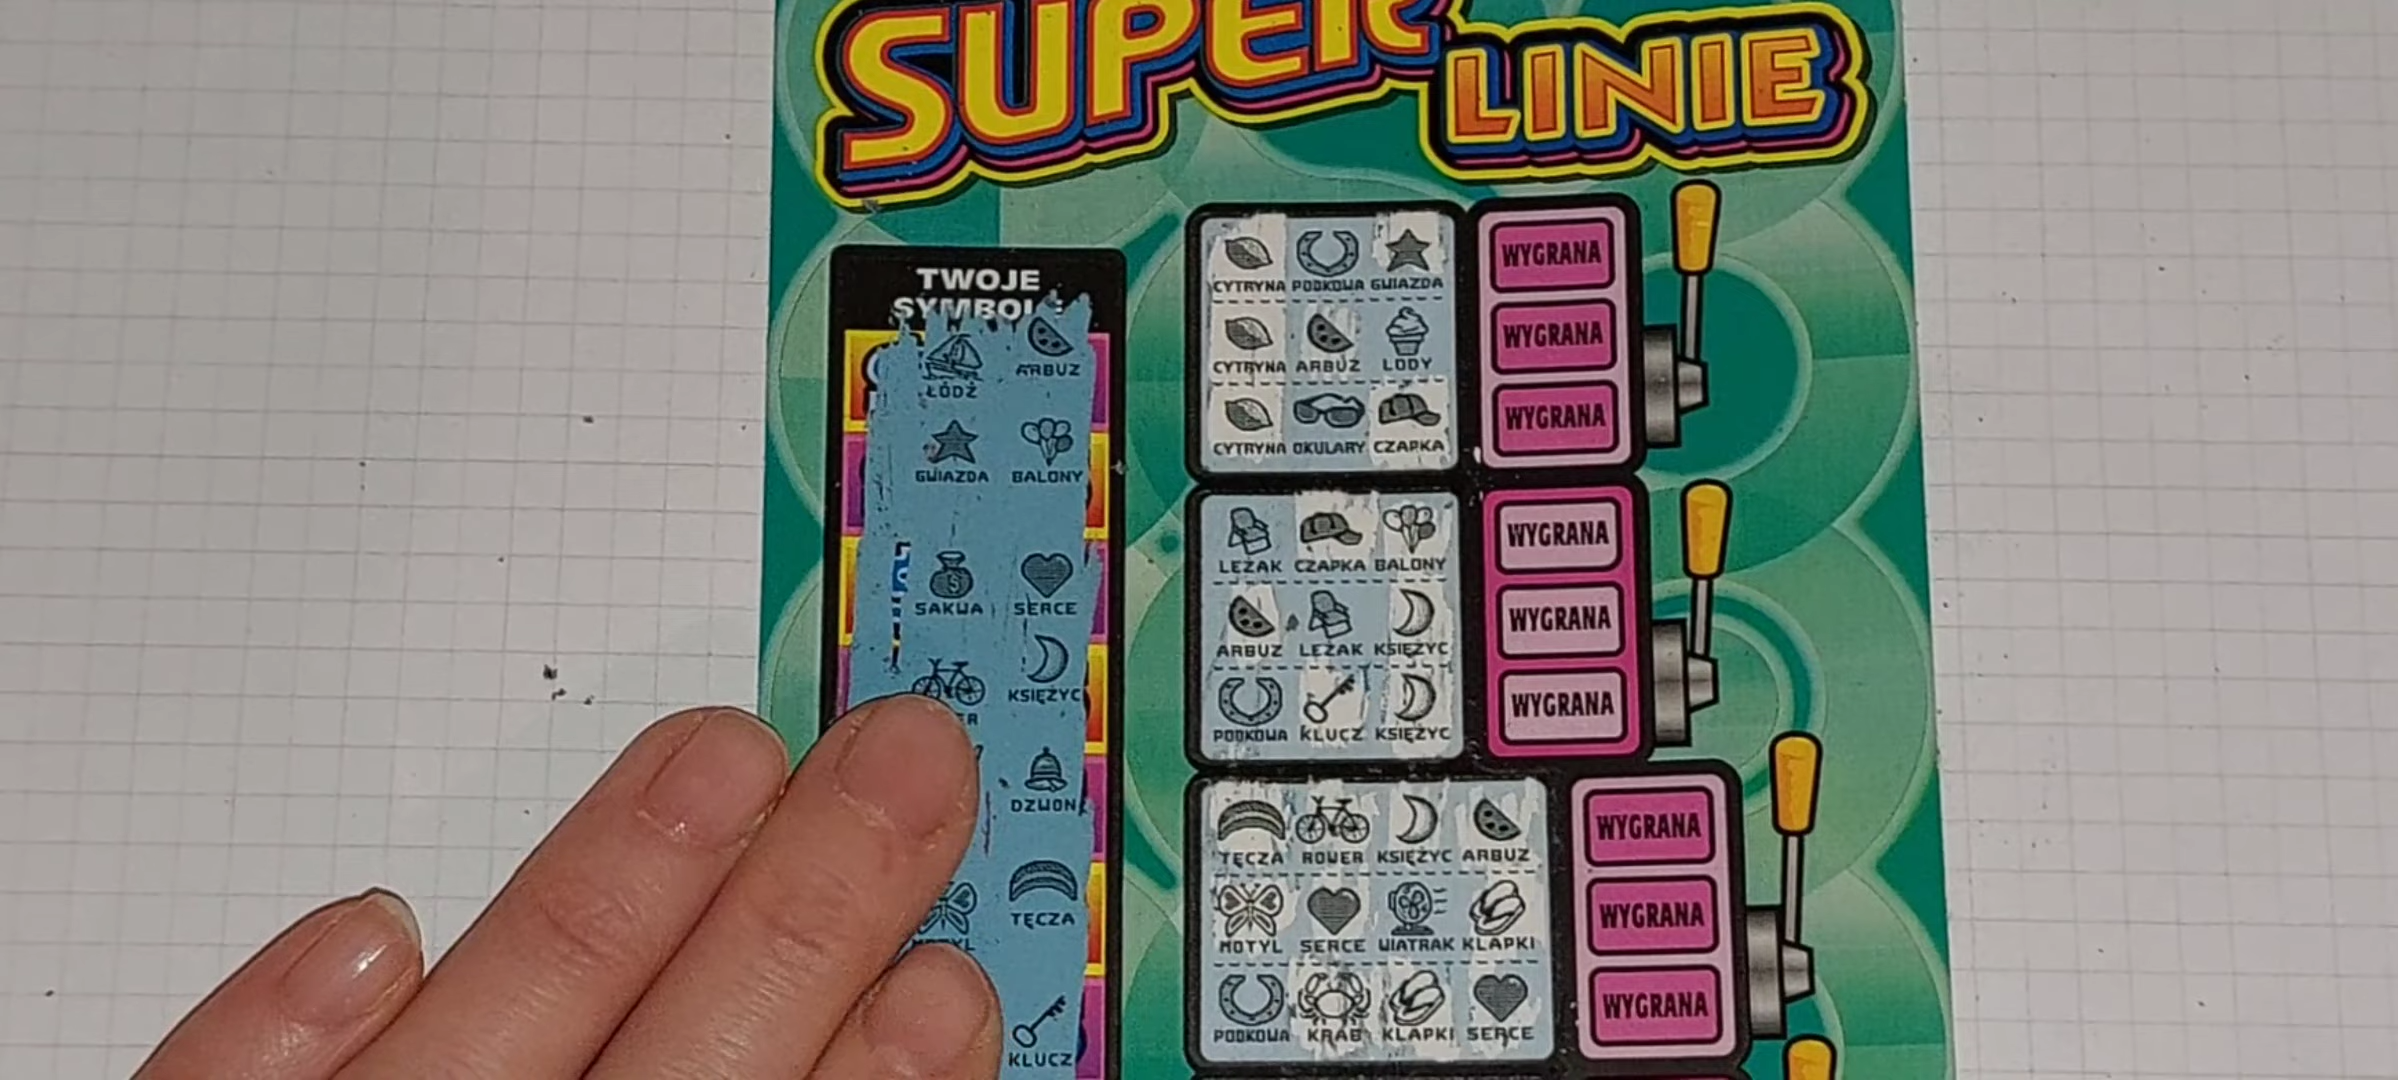 SUPER
LINIE
TWOJE
ŁÓDŹ ARBUZ
GWIAZDA BALONY
SAKWA SERCE
KSIĘŻYC
DZWON
TĘCZA
KLUCZ
CYTRYNA PODKOWA GWIAZDA
WYGRANA
CYTRYNA ARBUZ LODY
WYGRANA
CYTRYNA OKULARY CZAPKA
WYGRANA
LEŻAK CZAPKA BALONY
WYGRANA
ARBUZ LEŻAK KSIĘŻYC
WYGRANA
PODKOWA KLUCZ KSIĘŻYC
WYGRANA
TĘCZA ROWER KSIĘŻYC ARBUZ
WYGRANA
MOTYL SERCE WIATRAK KLAPKI
WYGRANA
PODKOWA KRAB KLAPKI SERCE
WYGRANA